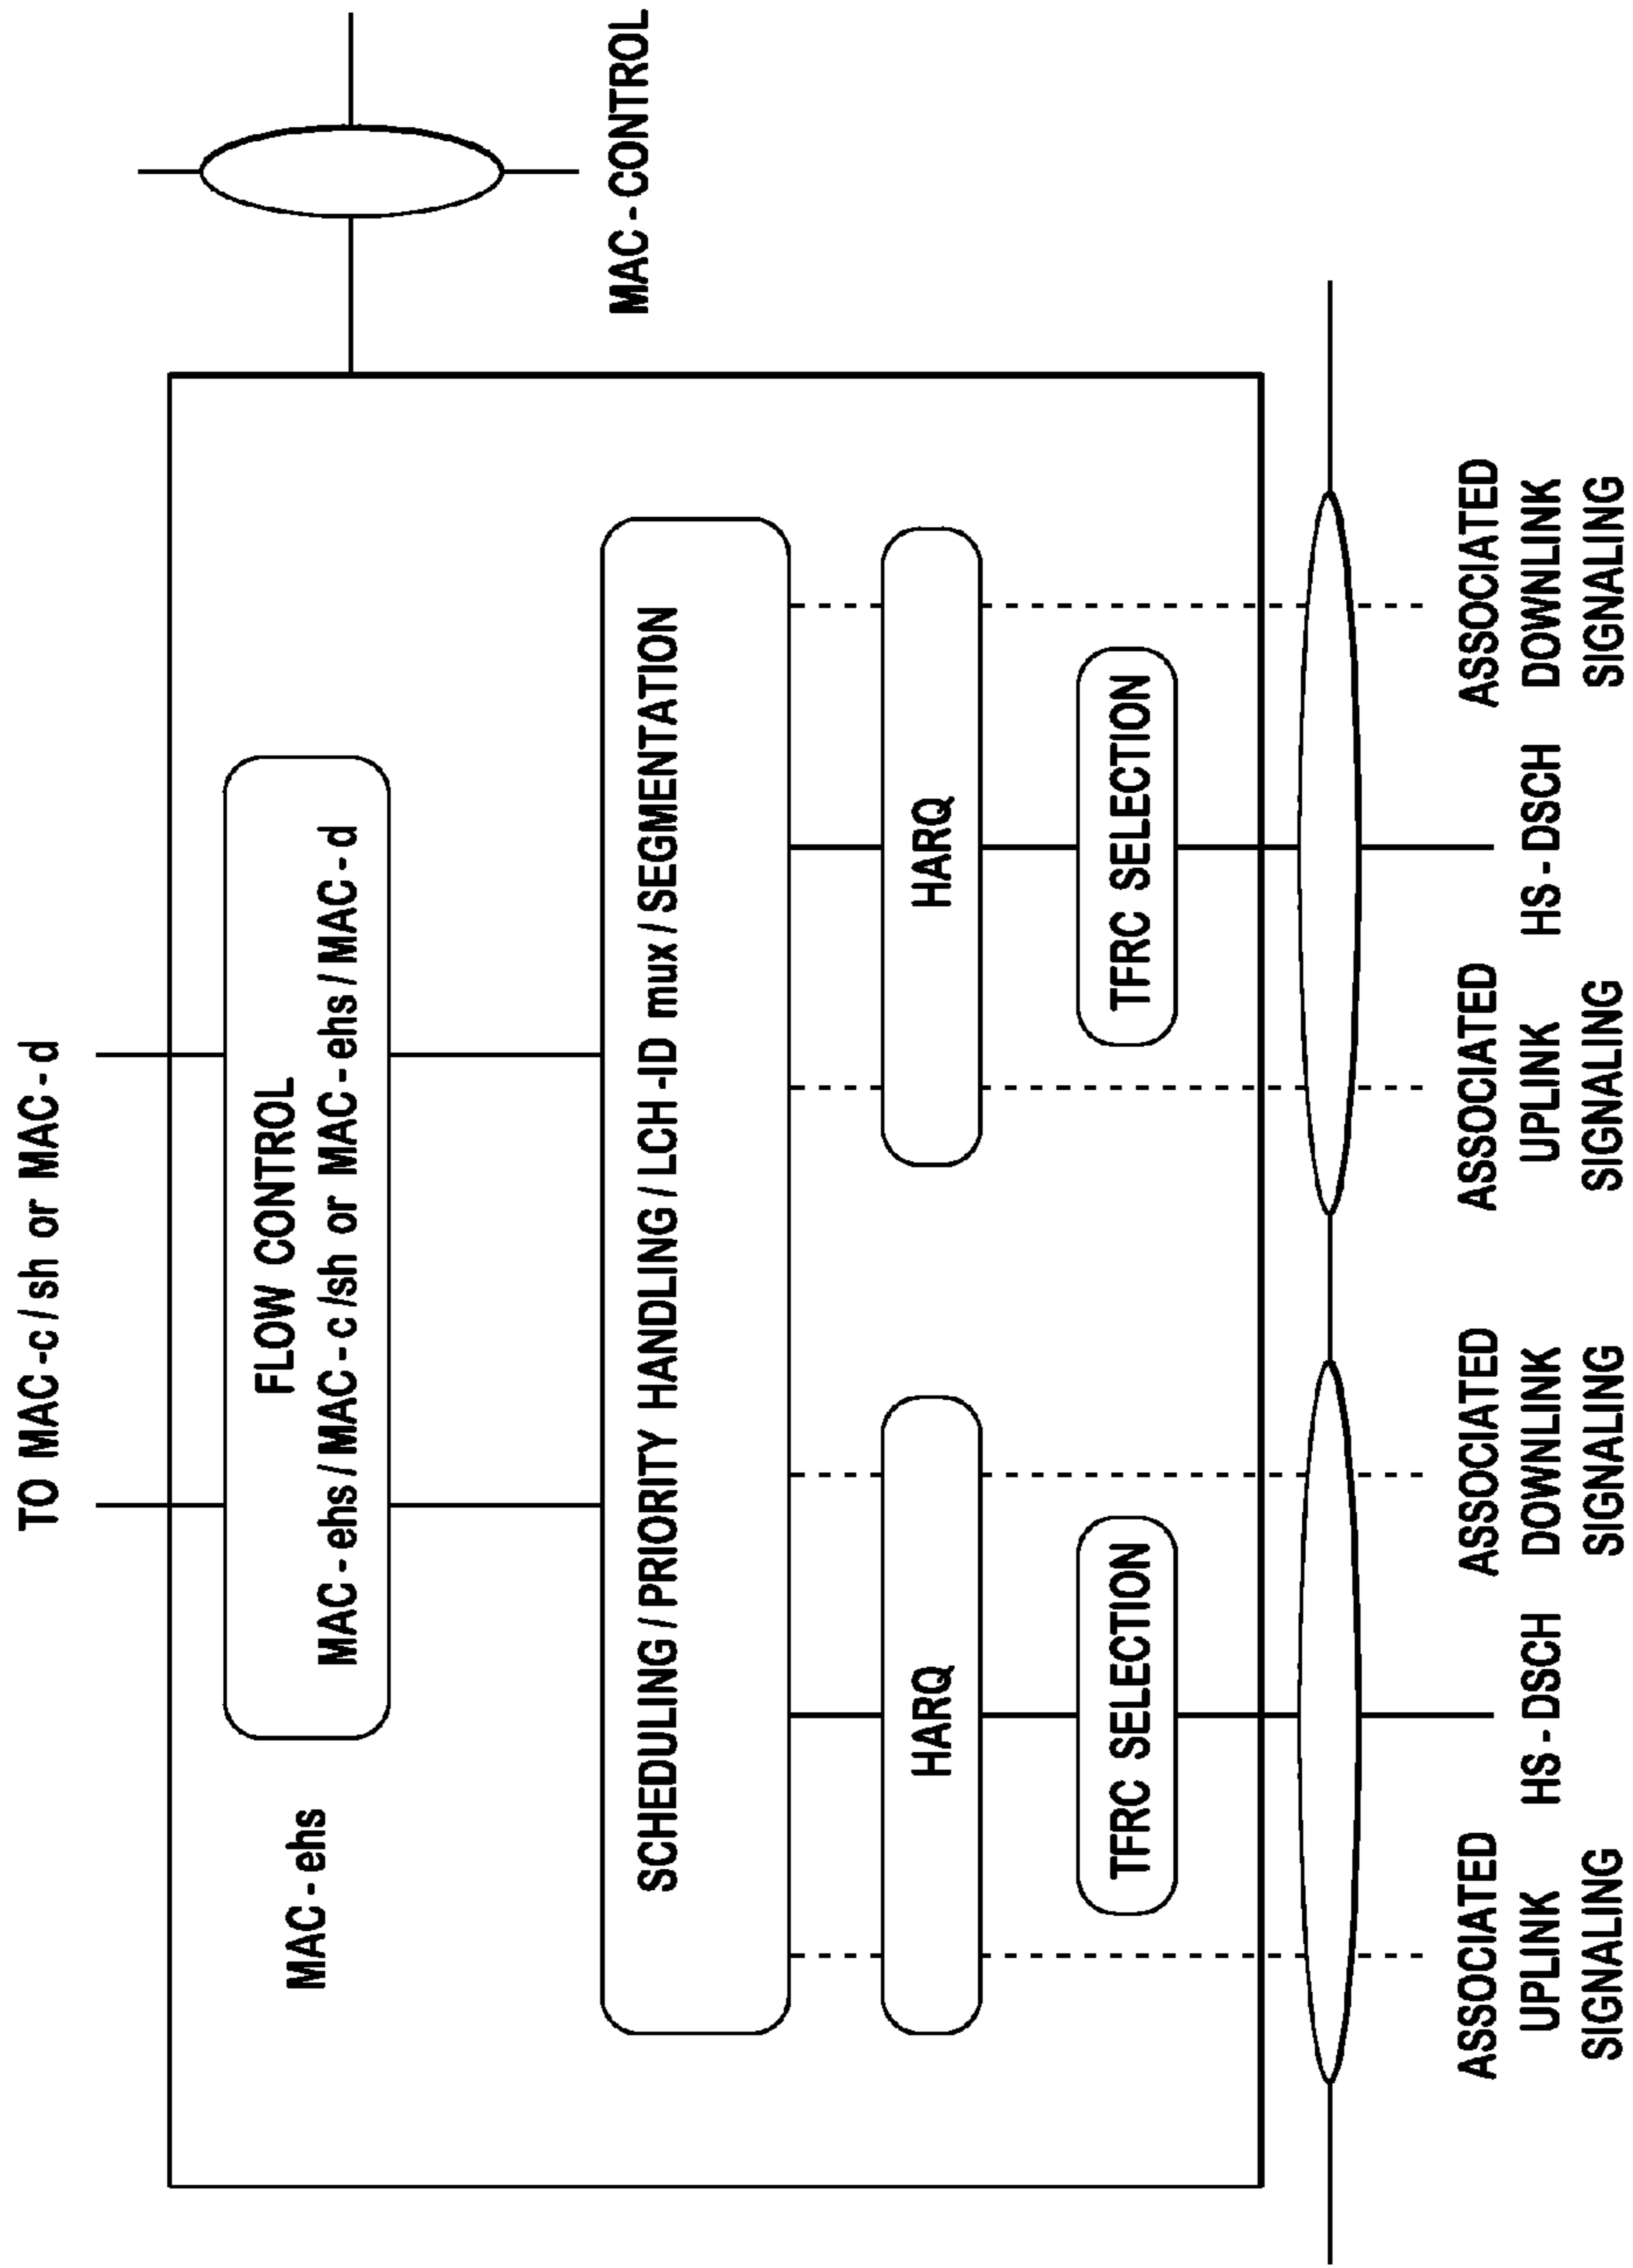 TO MAC-c/sh or MAC-d
MAC-ehs
FLOW CONTROL
MAC-ehs/MAC-c/sh or MAC-ehs/MAC-d
MAC-CONTROL
SCHEDULING/PRIORITY HANDLING/LCH-ID mux/SEGMENTATION
HARQ
HARQ
TFRC SELECTION
TFRC SELECTION
ASSOCIATED
UPLINK
SIGNALING
HS-DSCH
ASSOCIATED
DOWNLINK
SIGNALING
ASSOCIATED
UPLINK
SIGNALING
HS-DSCH
ASSOCIATED
DOWNLINK
SIGNALING